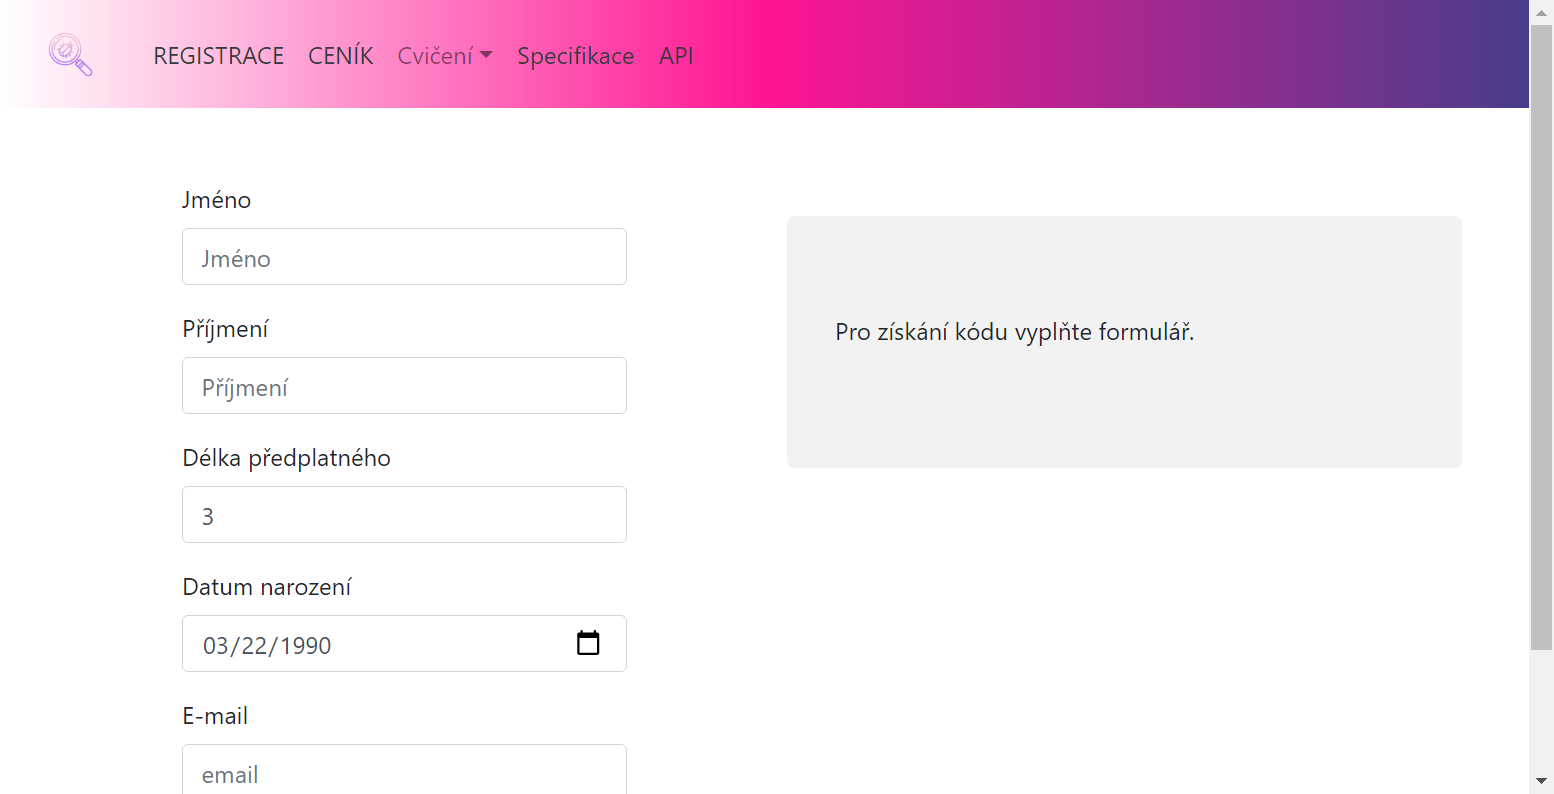 REGISTRACE CENÍK Cvičení Specifikace API
Jméno
Jméno
Příjmení
Příjmení
Délka předplatného
3
Datum narození
03/22/1990
E-mail
email
Pro získání kódu vyplňte formulář.